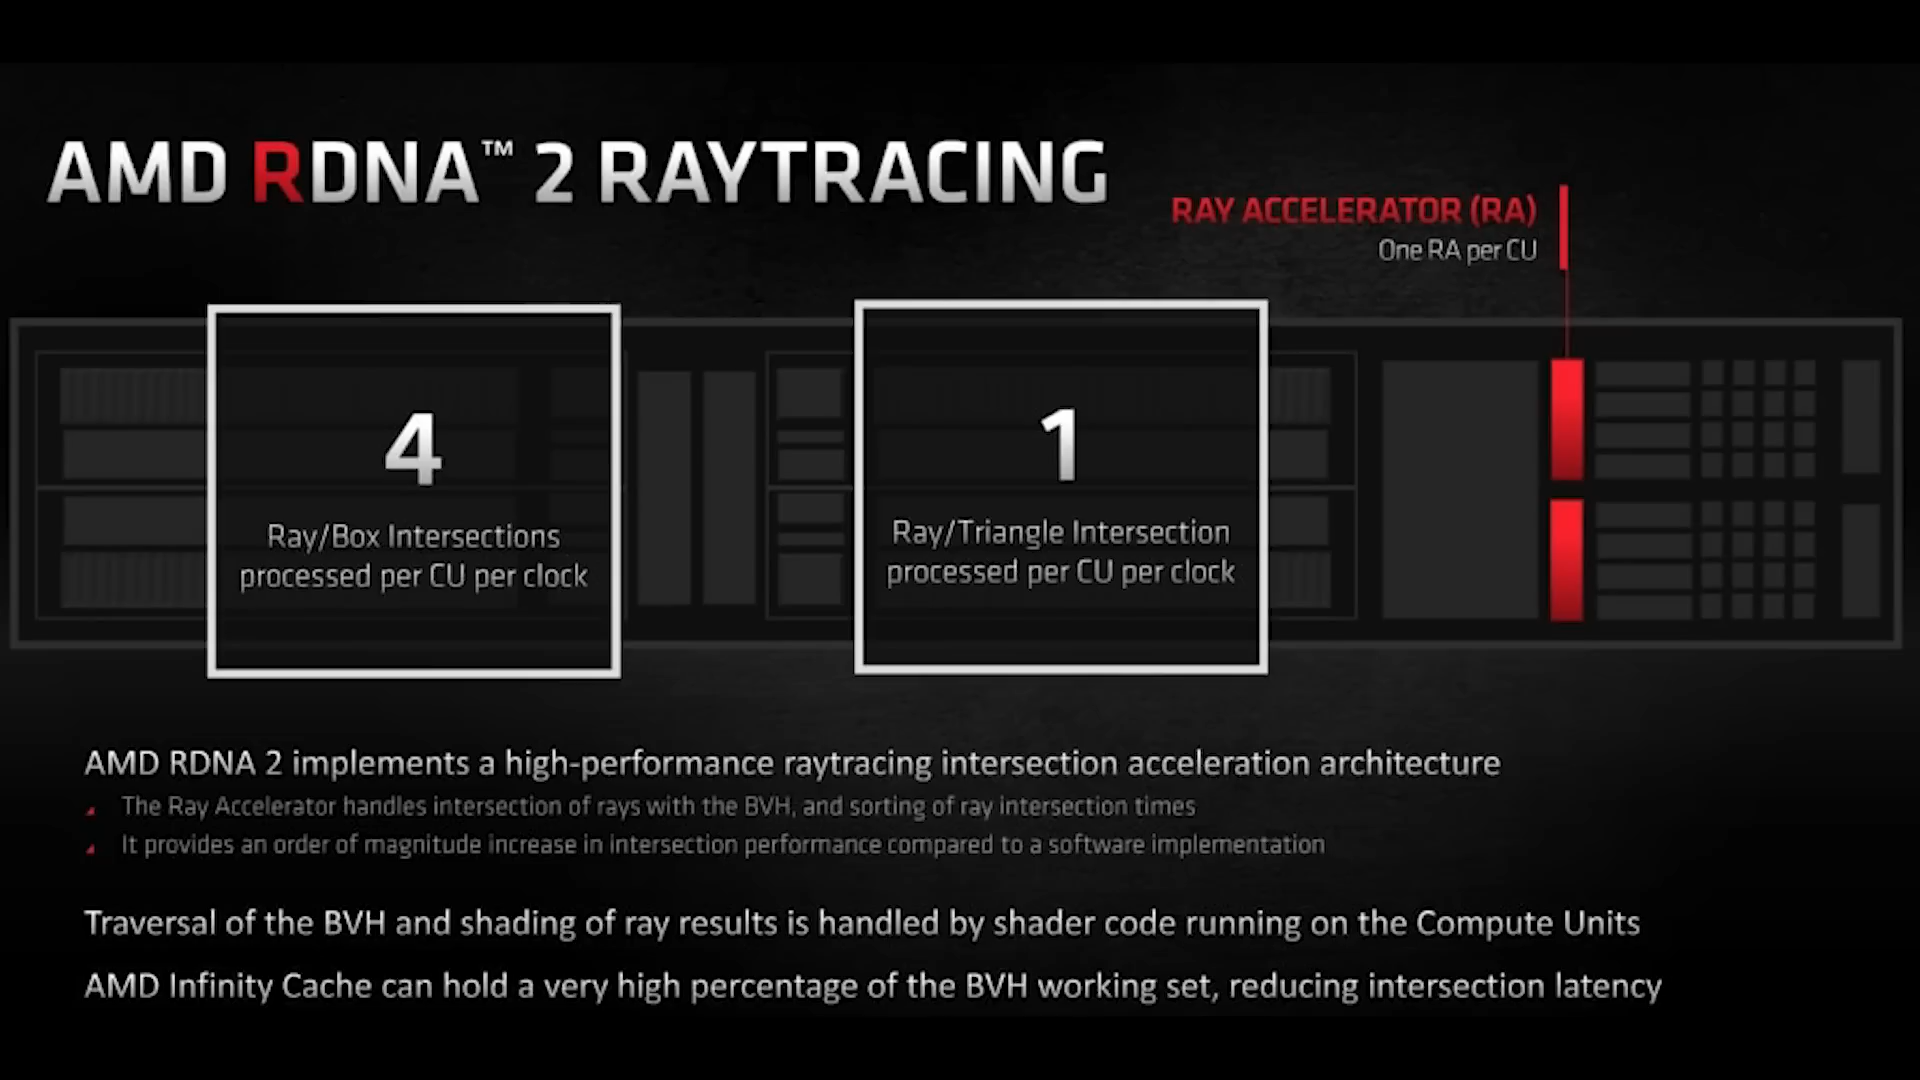 AMD RDNA™ 2 RAYTRACING
RAY ACCELERATOR (RA)
One RA per CU
4
Ray/Box Intersections
processed per CU per clock
1
Ray/Triangle Intersection
processed per CU per clock
AMD RDNA 2 implements a high-performance raytracing intersection acceleration architecture
The Ray Accelerator handles intersection of rays with the BVH, and sorting of ray intersection times
It provides an order of magnitude increase in intersection performance compared to a software implementation
Traversal of the BVH and shading of ray results is handled by shader code running on the Compute Units
AMD Infinity Cache can hold a very high percentage of the BVH working set, reducing intersection latency